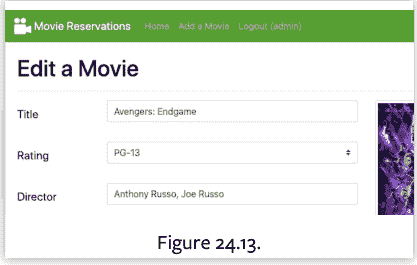 Movie Reservations Home Add a Movie Logout (admin)
Edit a Movie
Title Avengers: Endgame
Rating PG-13
Director Anthony Russo, Joe Russo
Figure 24.13.